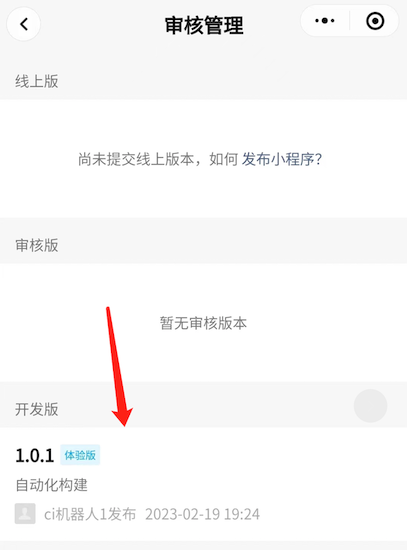 审核管理
线上版
尚未提交线上版本，如何 发布小程序？
审核版
暂无审核版本
开发版
1.0.1 体验版
自动化构建
ci机器人1发布 2023-02-19 19:24